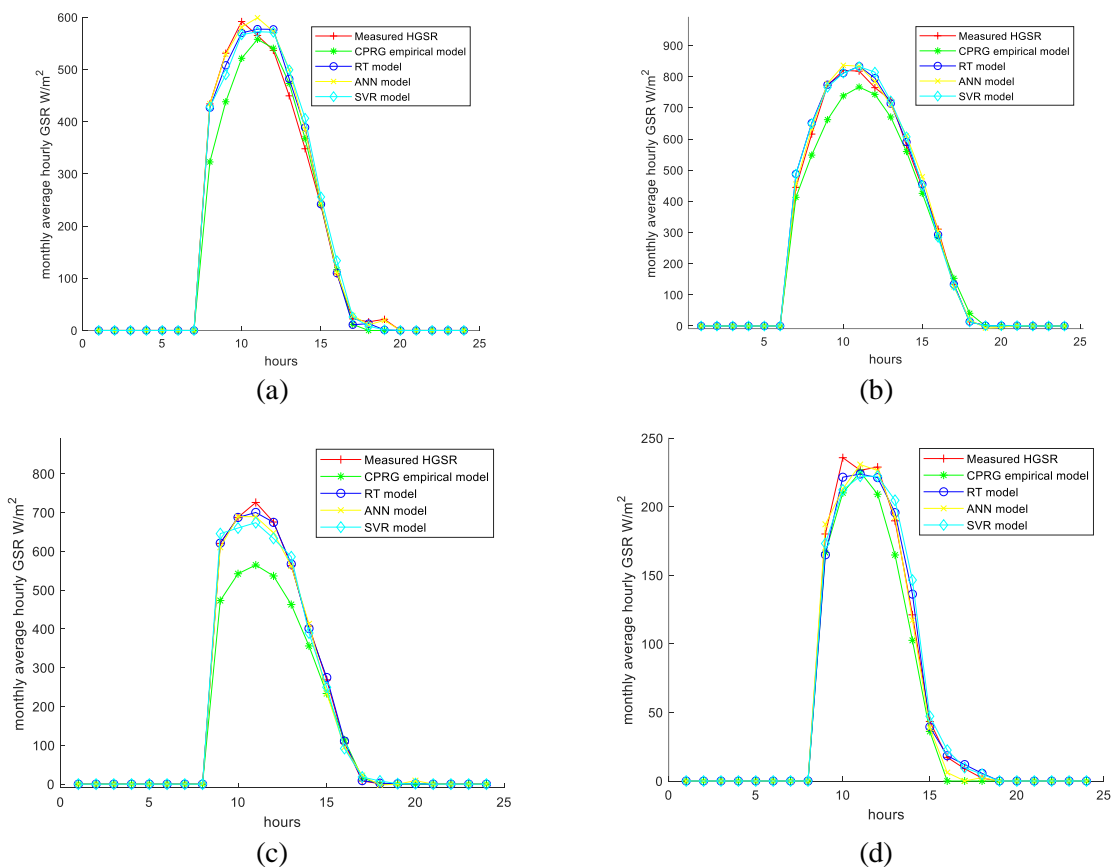 monthly average hourly GSR W/m²
600
500
400
300
200
100
0
0 5 10 15 20 25
hours
Measured HGSR
CPRG empirical model
RT model
ANN model
SVR model
(a)
monthly average hourly GSR W/m²
900
800
700
600
500
400
300
200
100
0
5 10 15 20 25
hours
Measured HGSR
CPRG empirical model
RT model
ANN model
SVR model
(b)
monthly average hourly GSR W/m²
800
700
600
500
400
300
200
100
0
0 5 10 15 20 25
hours
Measured HGSR
CPRG empirical model
RT model
ANN model
SVR model
(c)
monthly average hourly GSR W/m²
250
200
150
100
50
0
0 5 10 15 20 25
hours
Measured HGSR
CPRG empirical model
RT model
ANN model
SVR model
(d)